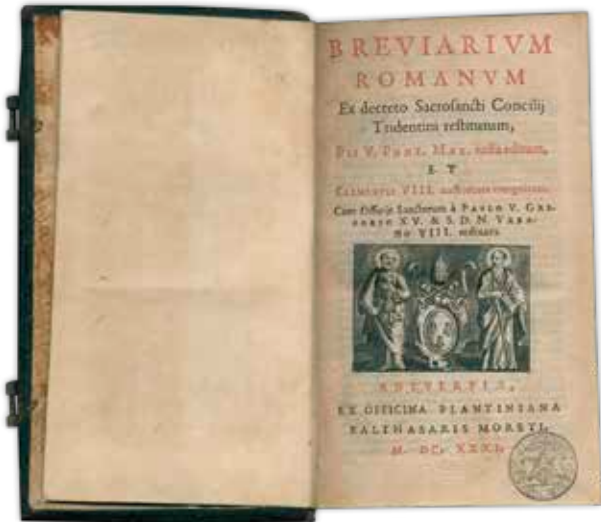 BREVIARIVM
ROMANVM
Ex decreto Sacrosancti Concilij
Tridentini restitutum,
PII V. PONT. MAX. iussu editum,
ET
CLEMENTIS VIII. auctoritate recognitum.
Cum Officijs Sanctorum à PAVLO V. GRE-
GORIO XV. & S. D. N. VRBA-
NO VIII. editis.
ANTVERPIÆ,
EX OFFICINA PLANTINIANA
BALTHASARIS MORETI.
M. DC. XXXI.